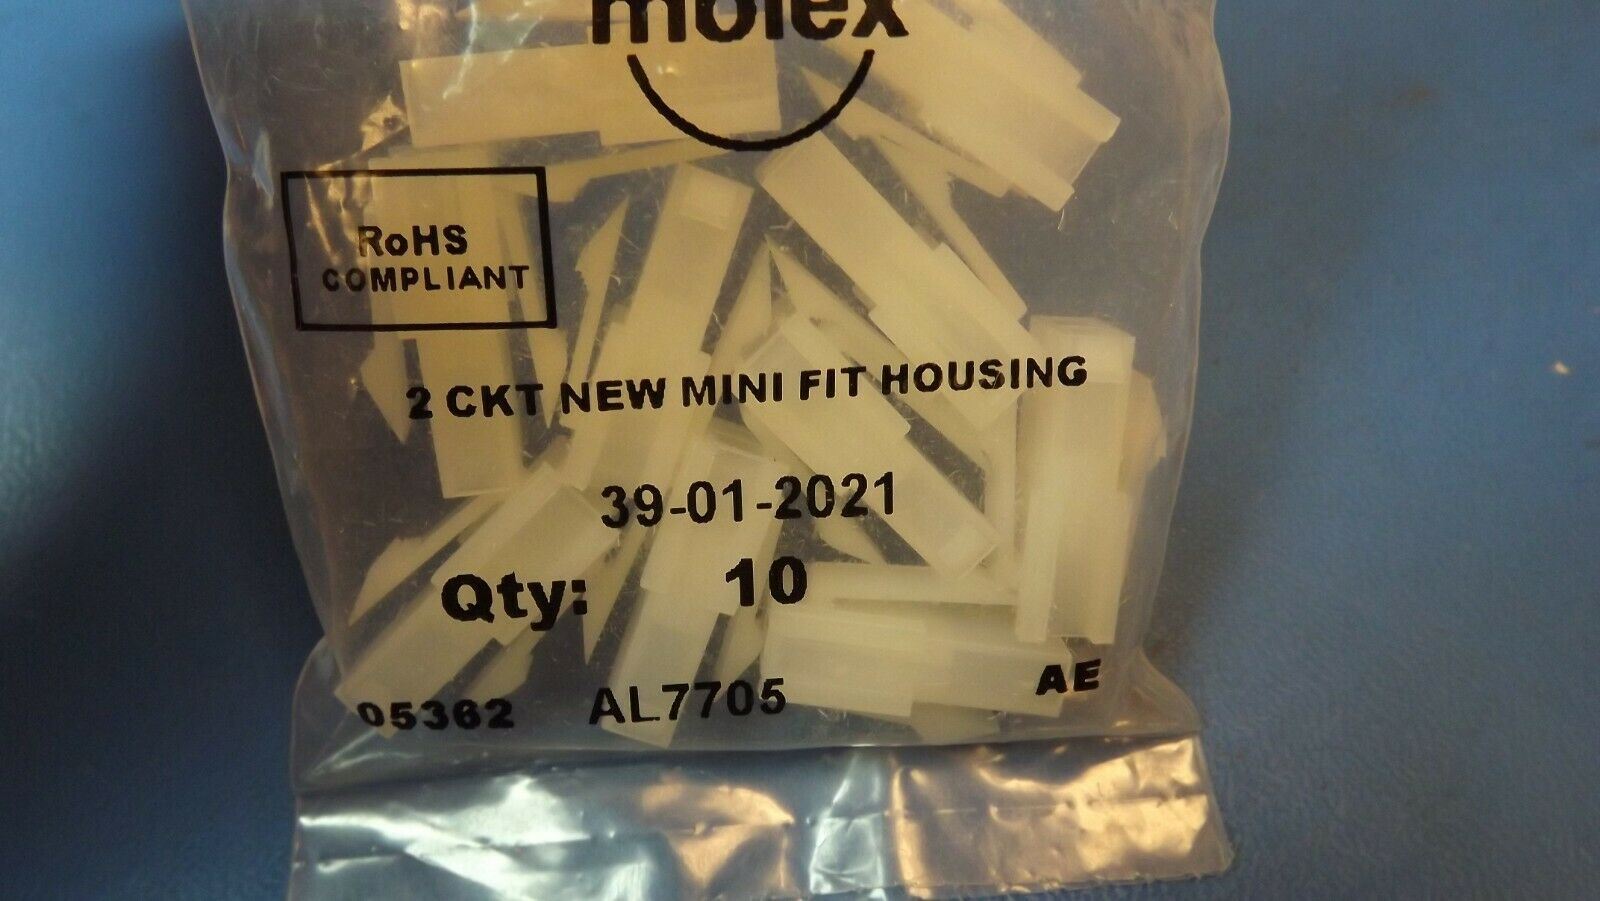 molex
RoHS
COMPLIANT
2 CKT NEW MINI FIT HOUSING
39-01-2021
Qty: 10
05362 AL7705 AE